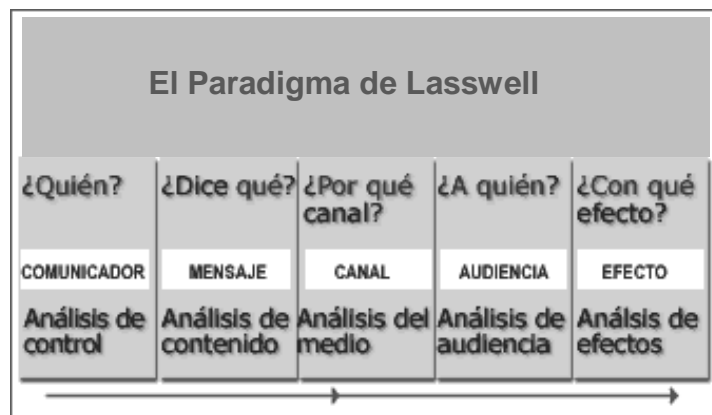 El Paradigma de Lasswell
¿Quién?
COMUNICADOR
Análisis de
control
¿Dice qué?
MENSAJE
Análisis de
contenido
¿Por qué
canal?
CANAL
Análisis del
medio
¿A quién?
AUDIENCIA
Análisis de
audiencia
¿Con qué
efecto?
EFECTO
Análsis de
efectos